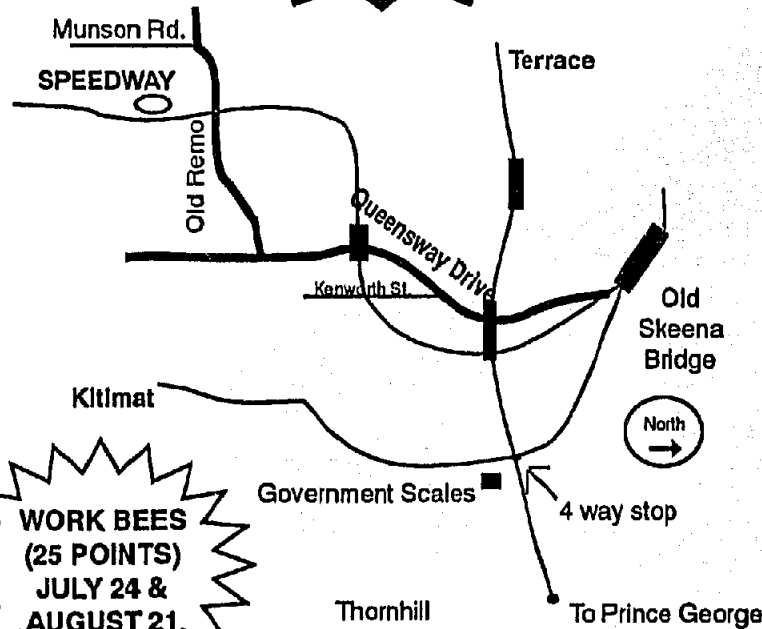 Munson Rd.
Terrace
SPEEDWAY
Old Remo
Queensway Drive
Kenworth St.
Old
Skeena
Bridge
Kitimat
North
Government Scales
4 way stop
WORK BEES
(25 POINTS)
JULY 24 &
AUGUST 21.
Thornhill
To Prince George